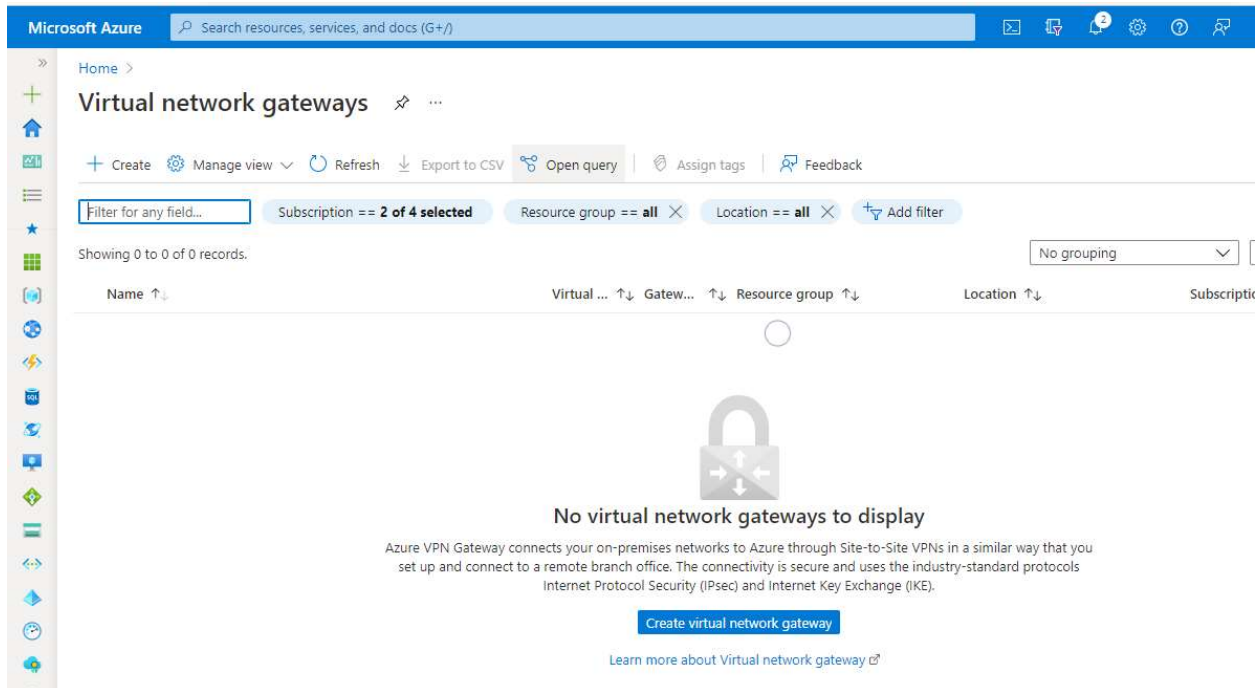 Microsoft Azure
Search resources, services, and docs (G+/)
2
Home >
Virtual network gateways
Create Manage view Refresh Export to CSV Open query Assign tags Feedback
Filter for any field... Subscription == 2 of 4 selected Resource group == all Location == all Add filter
Showing 0 to 0 of 0 records. No grouping
Name Virtual ... Gatew... Resource group Location Subscriptio
SQL
No virtual network gateways to display
Azure VPN Gateway connects your on-premises networks to Azure through Site-to-Site VPNs in a similar way that you
set up and connect to a remote branch office. The connectivity is secure and uses the industry-standard protocols
Internet Protocol Security (IPsec) and Internet Key Exchange (IKE).
Create virtual network gateway
Learn more about Virtual network gateway